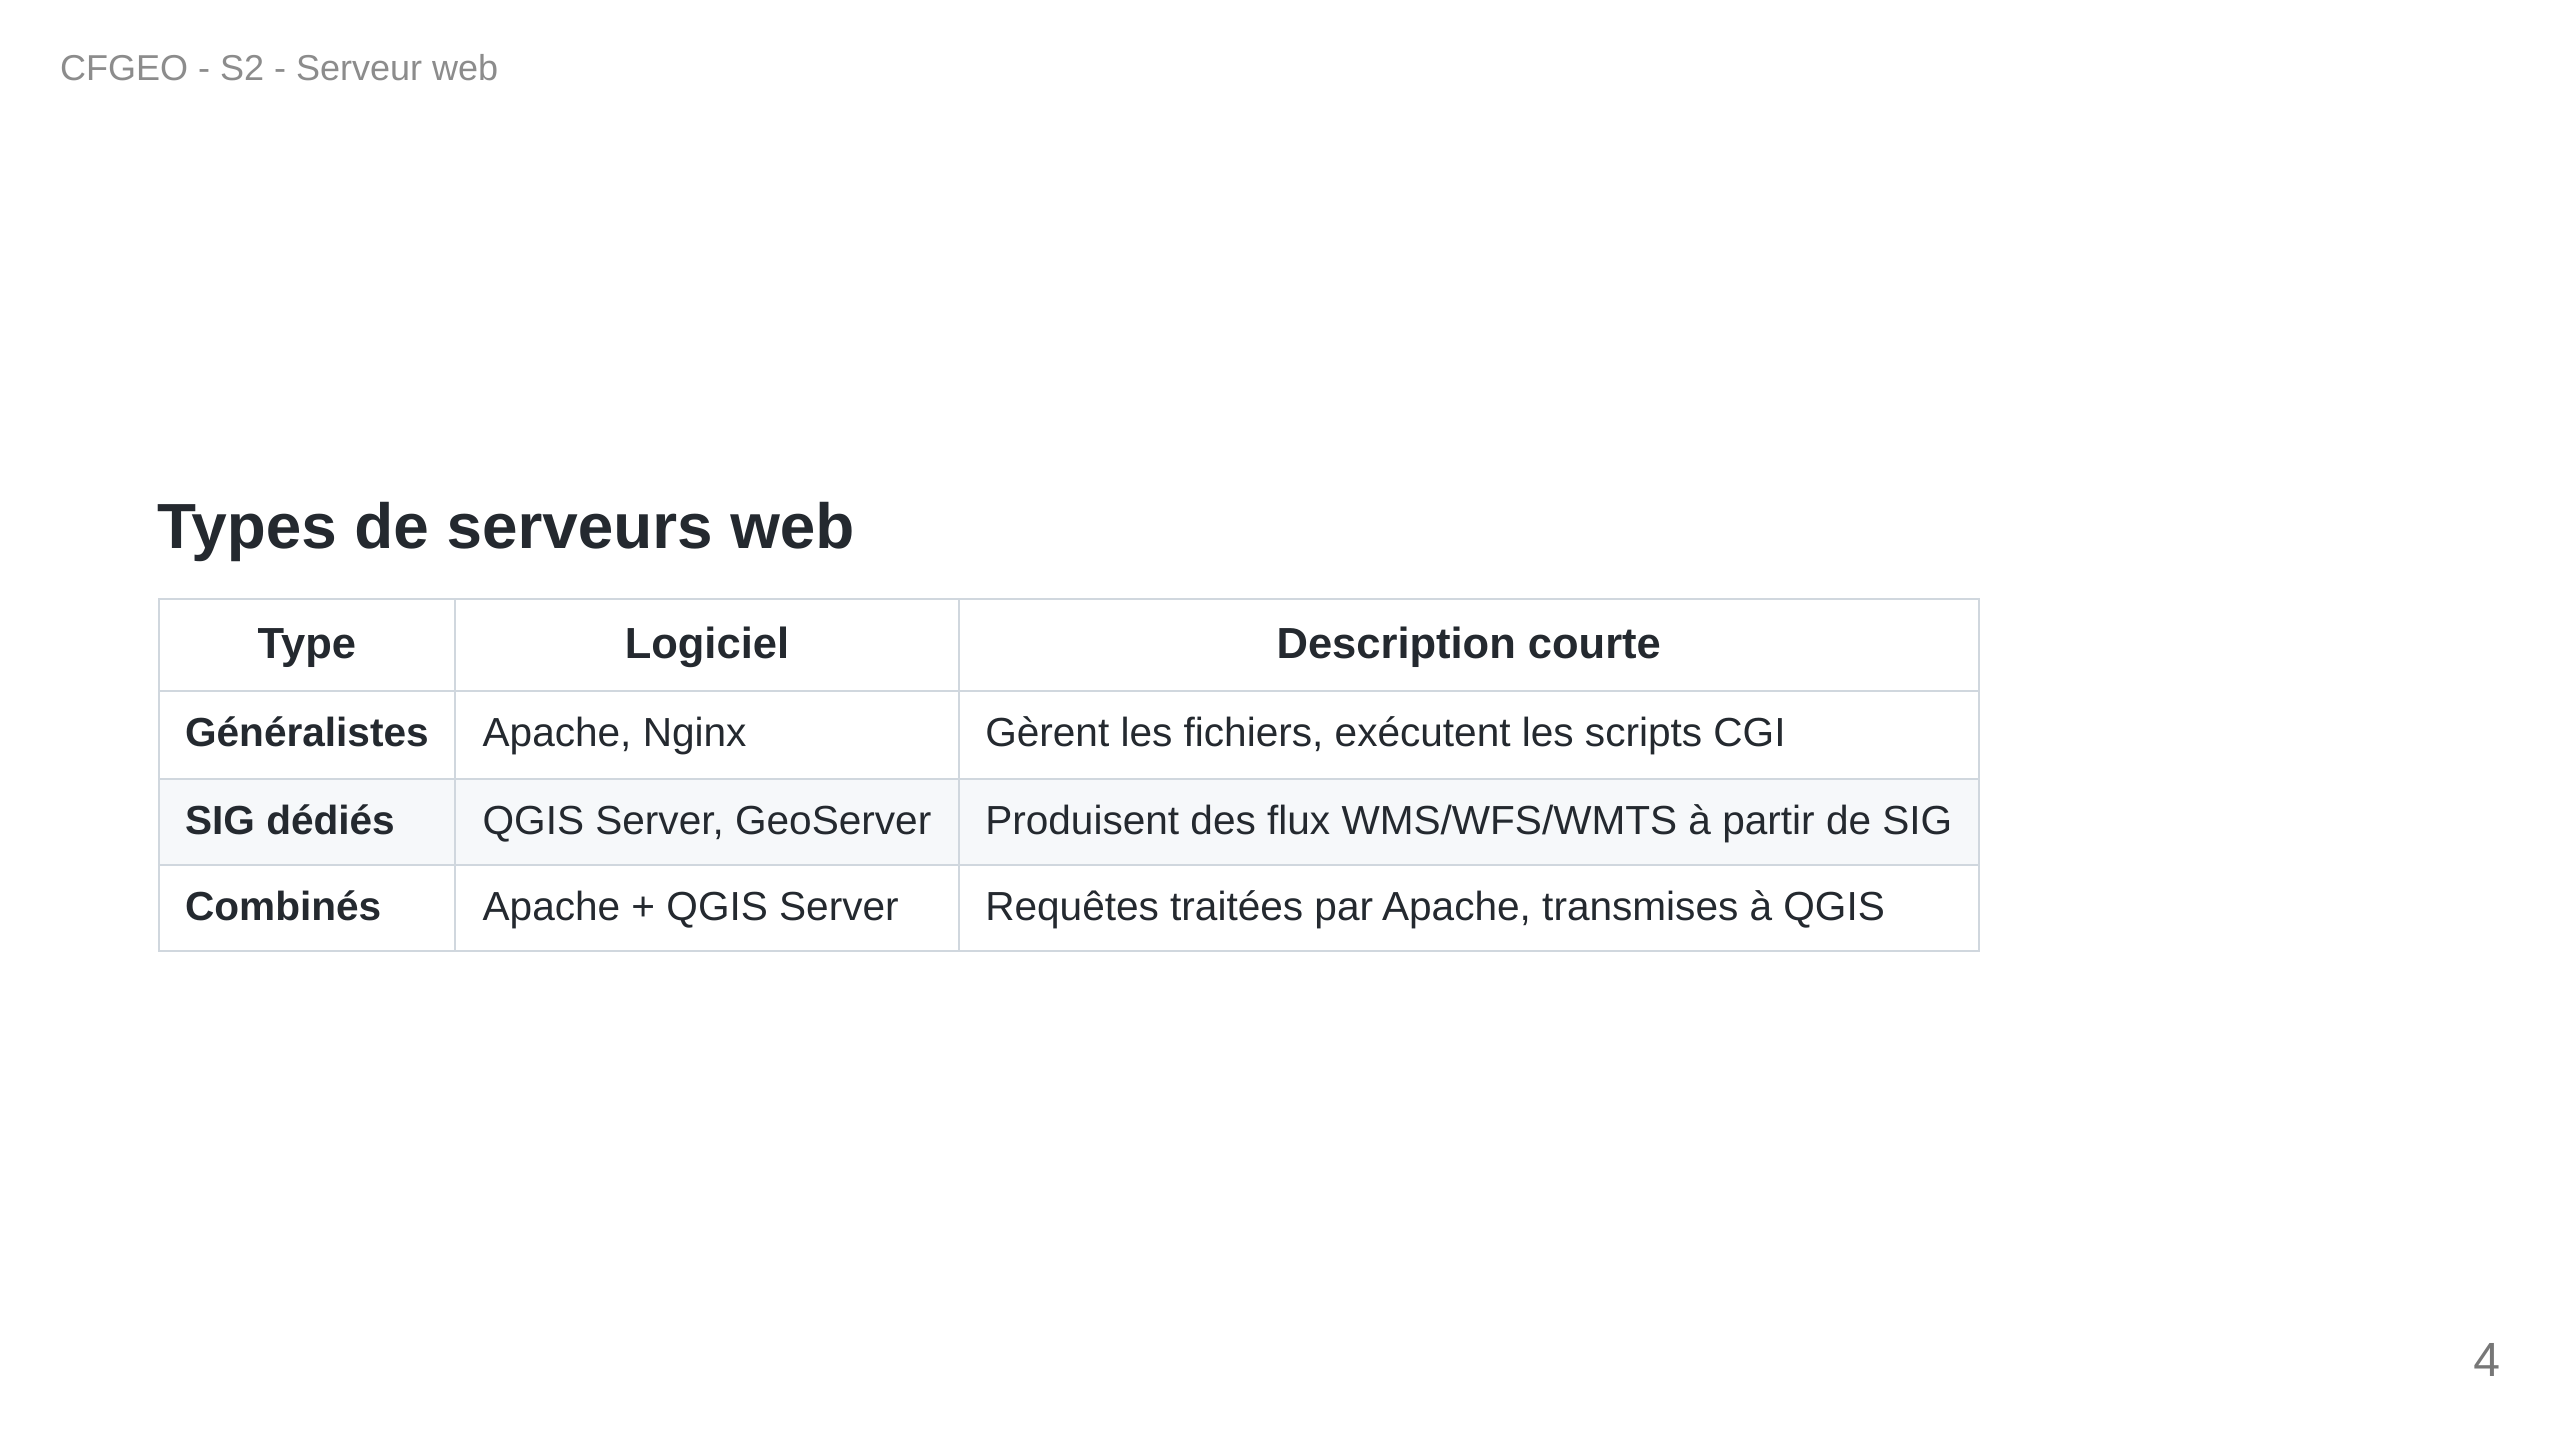 CFGEO - S2 - Serveur web
Types de serveurs web
Type Logiciel Description courte
Généralistes Apache, Nginx Gèrent les fichiers, exécutent les scripts CGI
SIG dédiés QGIS Server, GeoServer Produisent des flux WMS/WFS/WMTS à partir de SIG
Combinés Apache + QGIS Server Requêtes traitées par Apache, transmises à QGIS
4